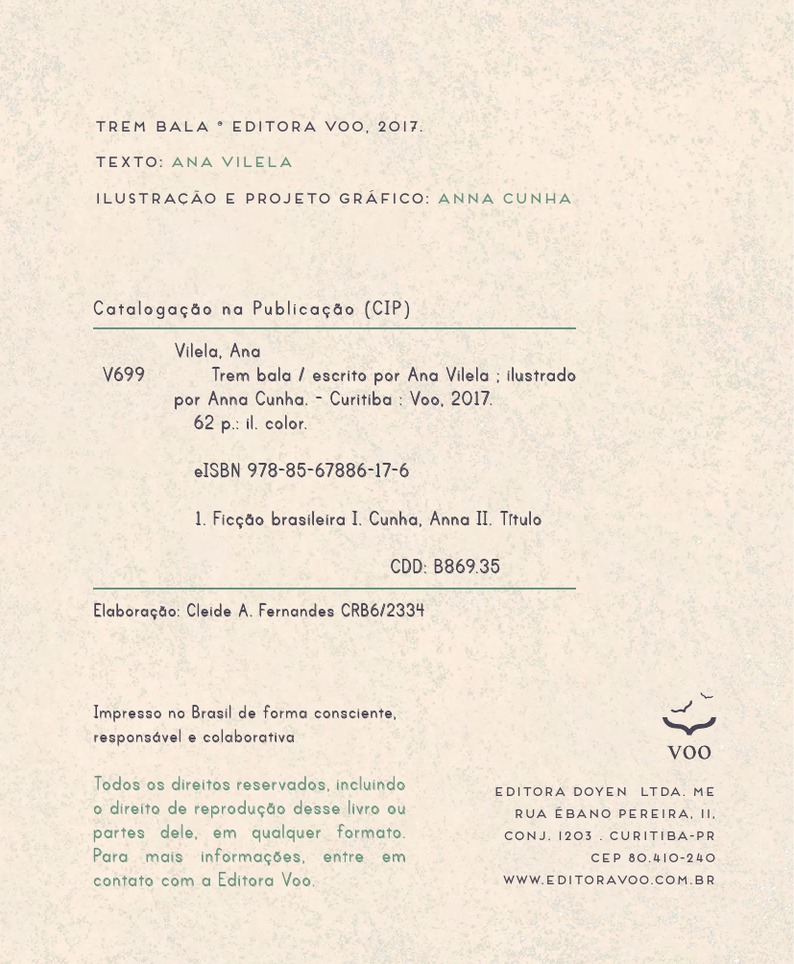 TREM BALA © EDITORA VOO, 2017.
TEXTO: ANA VILELA
ILUSTRAÇÃO E PROJETO GRÁFICO: ANNA CUNHA
Catalogação na Publicação (CIP)
Vilela, Ana
V699 Trem bala / escrito por Ana Vilela ; ilustrado
por Anna Cunha. - Curitiba : Voo, 2017.
62 p.: il. color.
eISBN 978-85-67886-17-6
1. Ficção brasileira I. Cunha, Anna II. Título
CDD: B869.35
Elaboração: Cleide A. Fernandes CRB6/2334
Impresso no Brasil de forma consciente,
responsável e colaborativa
Todos os direitos reservados, incluindo
o direito de reprodução desse livro ou
partes dele, em qualquer formato.
Para mais informações, entre em
contato com a Editora Voo.
VOO
EDITORA DOYEN LTDA. ME
RUA ÉBANO PEREIRA, 11,
CONJ. 1203 . CURITIBA-PR
CEP 80.410-240
WWW.EDITORAVOO.COM.BR